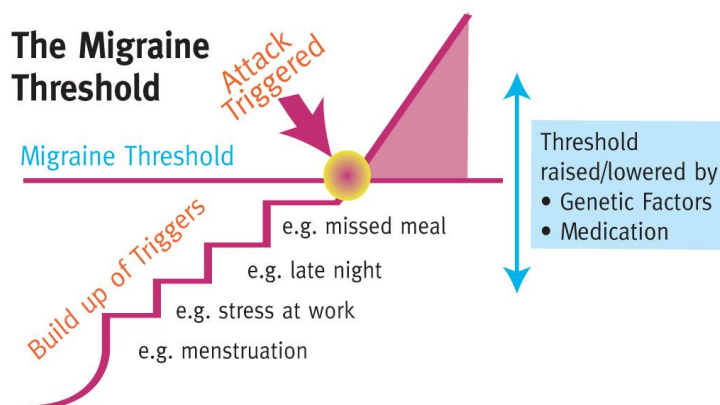 The Migraine
Threshold
Attack
Triggered
Migraine Threshold
Build up of Triggers
e.g. missed meal
e.g. late night
e.g. stress at work
e.g. menstruation
Threshold
raised/lowered by
• Genetic Factors
• Medication